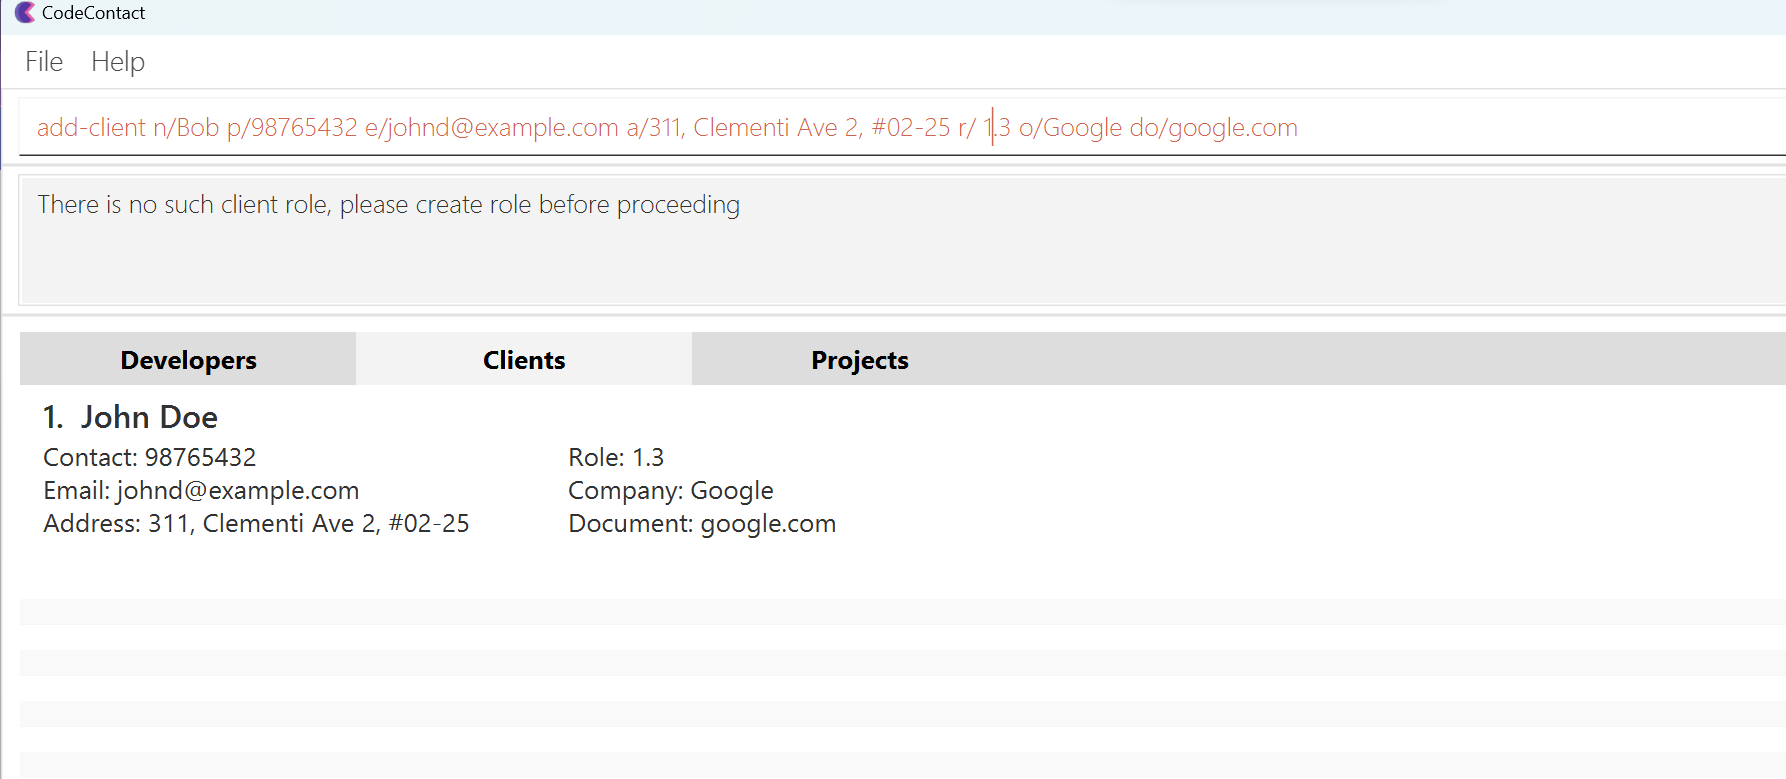 CodeContact
File Help
add-client n/Bob p/98765432 e/johnd@example.com a/311, Clementi Ave 2, #02-25 r/ 1.3 o/Google do/google.com
There is no such client role, please create role before proceeding
Developers Clients Projects
1. John Doe
Contact: 98765432 Role: 1.3
Email: johnd@example.com Company: Google
Address: 311, Clementi Ave 2, #02-25 Document: google.com